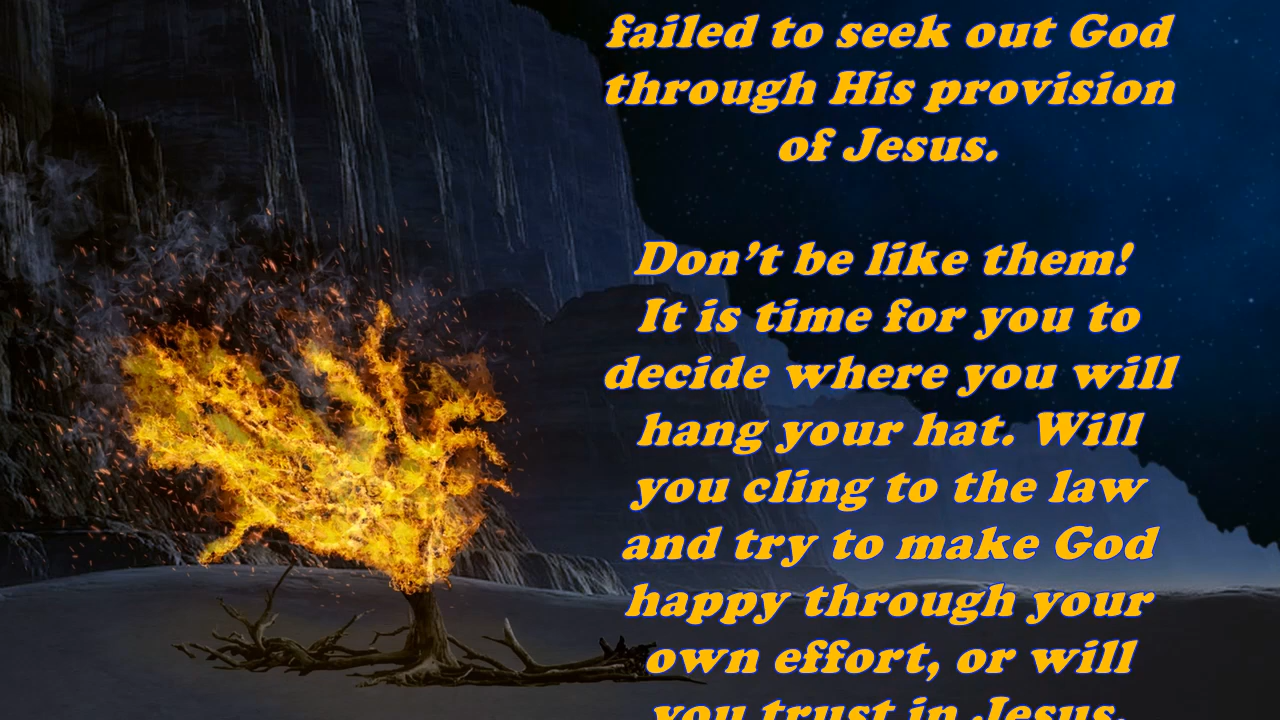 failed to seek out God
through His provision
of Jesus.
Don’t be like them!
It is time for you to
decide where you will
hang your hat. Will
you cling to the law
and try to make God
happy through your
own effort, or will
you trust in Jesus.